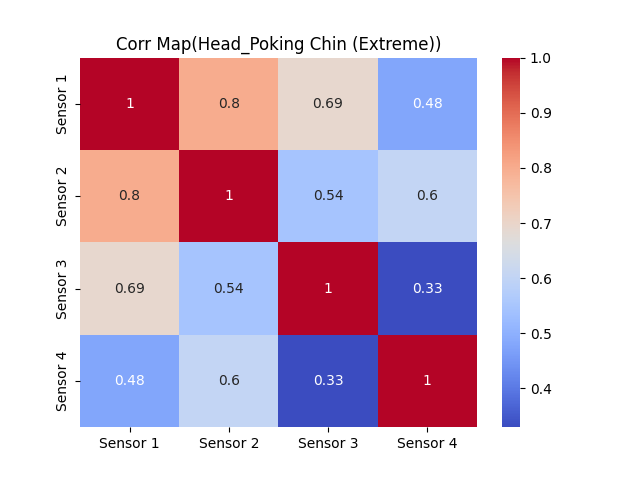 Corr Map(Head_Poking Chin (Extreme))
Sensor 1
1
0.8
0.69
0.48
Sensor 2
0.8
1
0.54
0.6
Sensor 3
0.69
0.54
1
0.33
Sensor 4
0.48
0.6
0.33
1
Sensor 1
Sensor 2
Sensor 3
Sensor 4
1.0
0.9
0.8
0.7
0.6
0.5
0.4